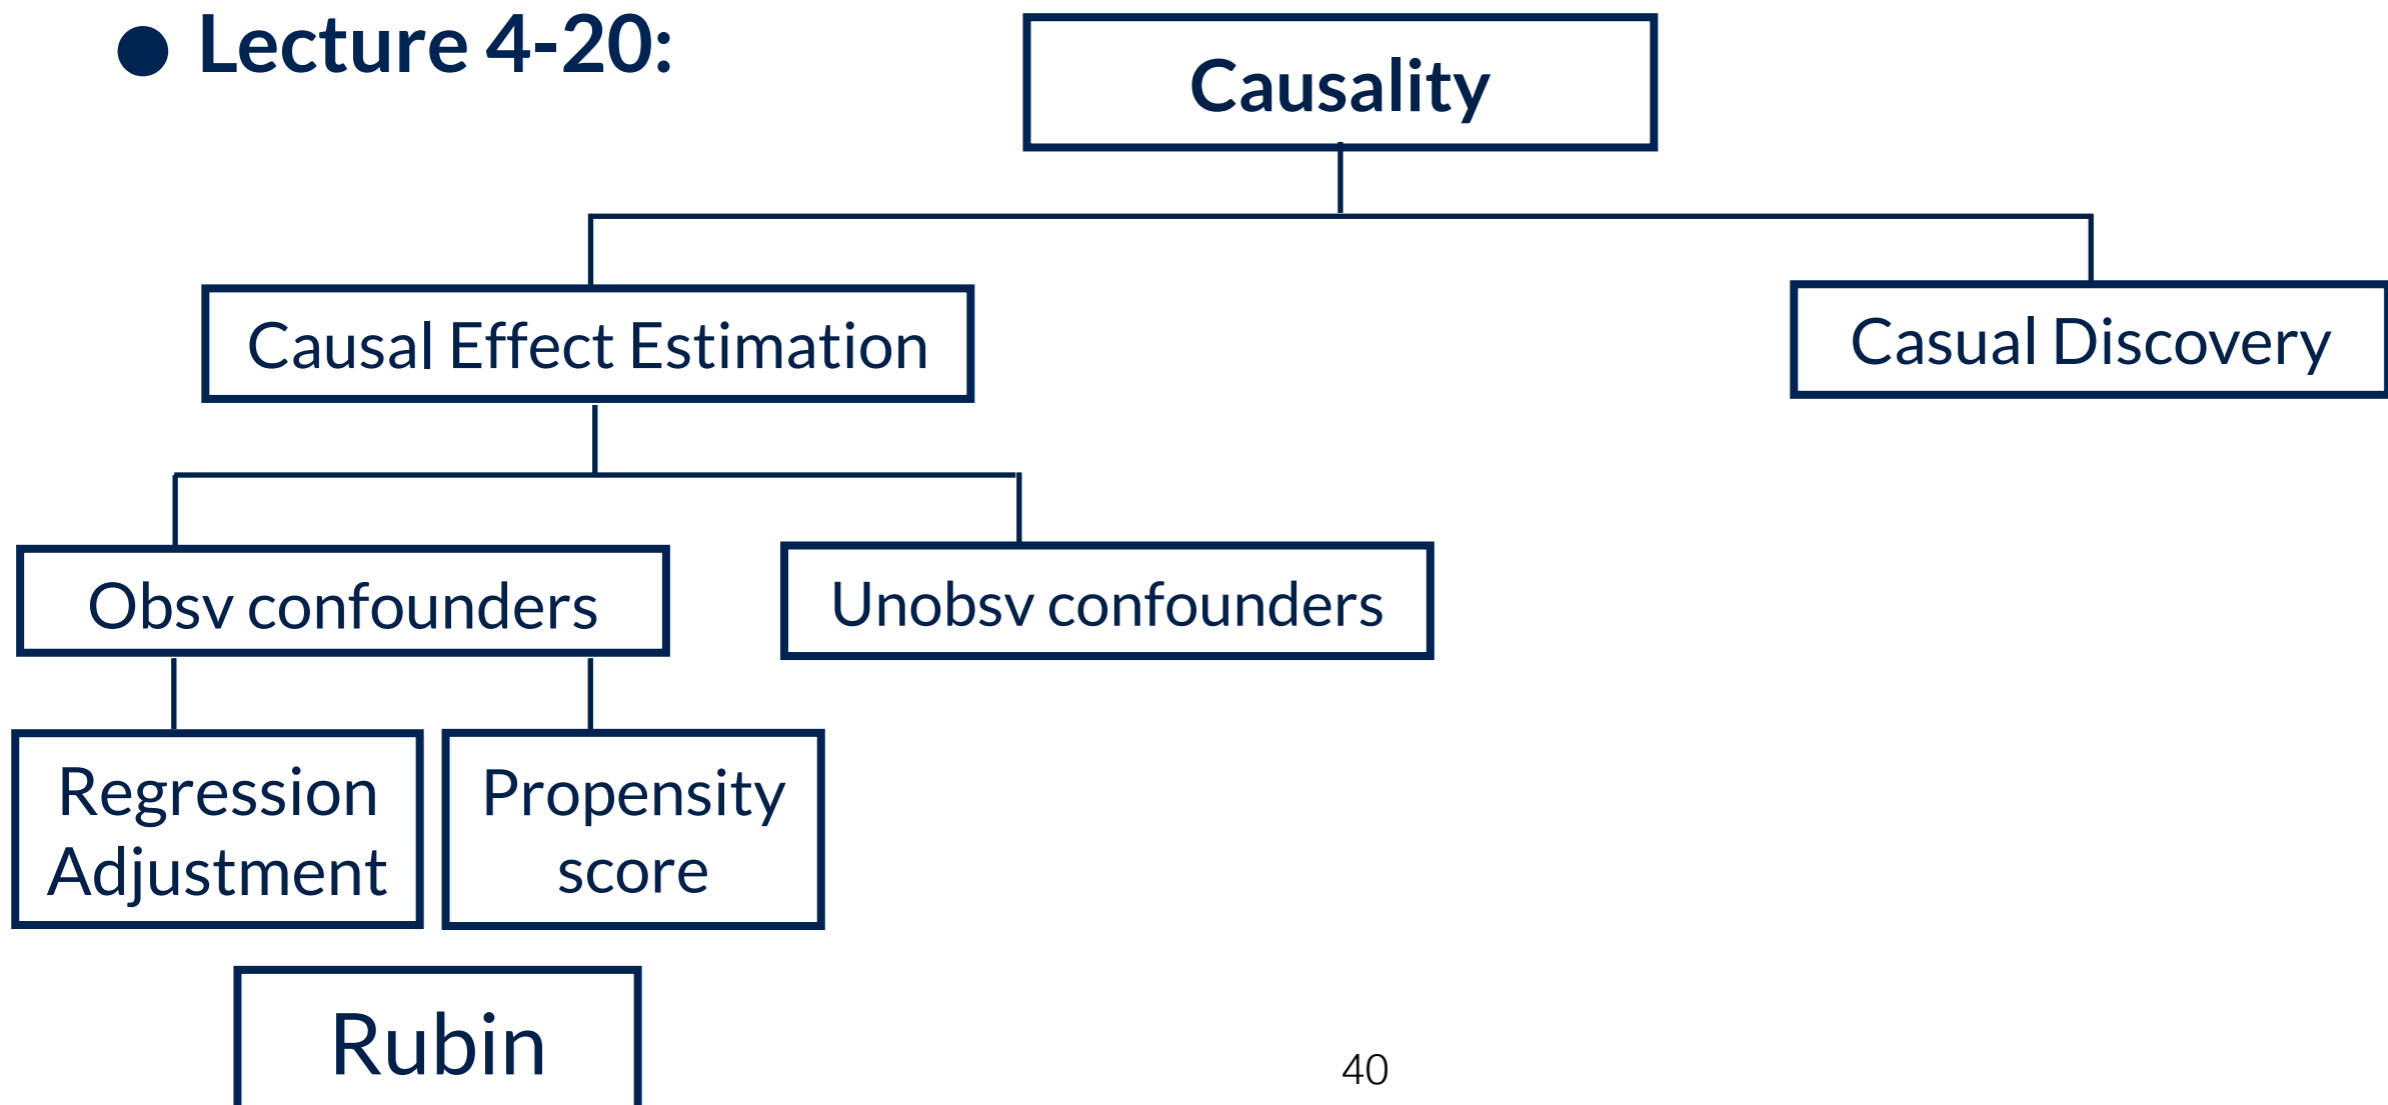 ● Lecture 4-20:
Causality
Causal Effect Estimation
Casual Discovery
Obsv confounders
Unobsv confounders
Regression
Adjustment
Propensity
score
Rubin
40